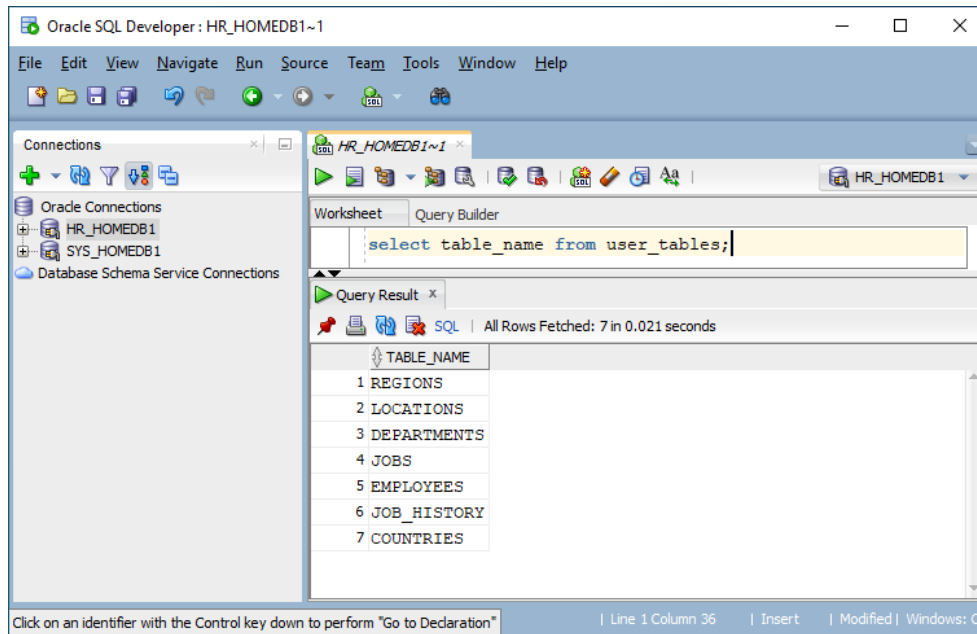 Oracle SQL Developer : HR_HOMEDB1~1
File Edit View Navigate Run Source Team Tools Window Help
Connections
Oracle Connections
HR_HOMEDB1
SYS_HOMEDB1
Database Schema Service Connections
HR_HOMEDB1~1
HR_HOMEDB1
Worksheet Query Builder
select table_name from user_tables;
Query Result
SQL | All Rows Fetched: 7 in 0.021 seconds
TABLE_NAME
1 REGIONS
2 LOCATIONS
3 DEPARTMENTS
4 JOBS
5 EMPLOYEES
6 JOB_HISTORY
7 COUNTRIES
Click on an identifier with the Control key down to perform "Go to Declaration" | Line 1 Column 36 | Insert | Modified | Windows: